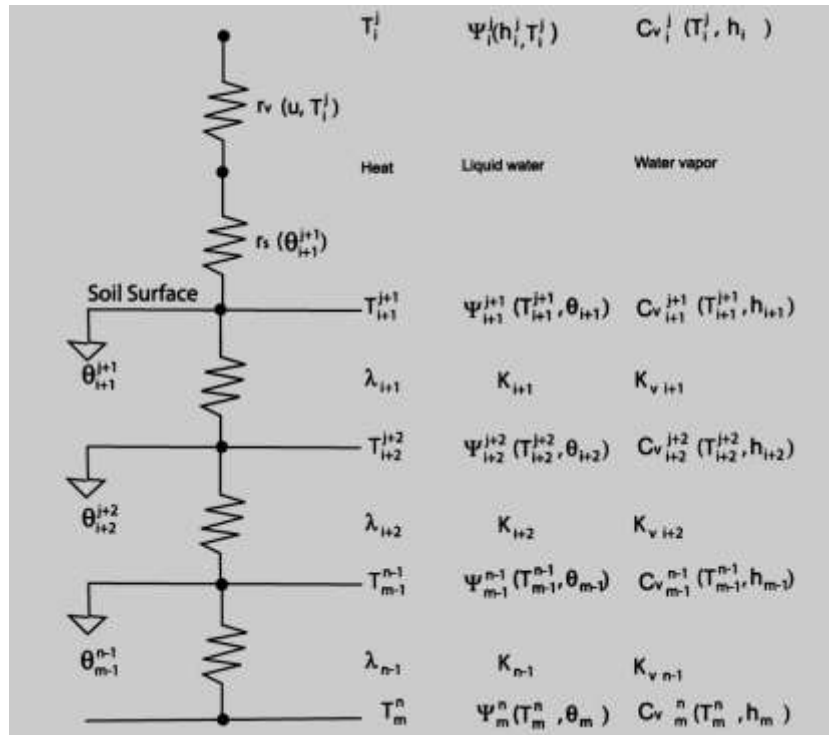 T_i^j Ψ_i^j(h_i^j, T_i^j) C_v_i^j (T_i^j, h_i )
r_v (u, T_i^j)
Heat Liquid water Water vapor
r_s (θ_{i+1}^{j+1})
Soil Surface T_{i+1}^{j+1} Ψ_{i+1}^{j+1} (T_{i+1}^{j+1}, θ_{i+1}) C_v_{i+1}^{j+1} (T_{i+1}^{j+1}, h_{i+1})
θ_{i+1}^{j+1} λ_{i+1} K_{i+1} K_{v i+1}
T_{i+2}^{j+2} Ψ_{i+2}^{j+2} (T_{i+2}^{j+2}, θ_{i+2}) C_v_{i+2}^{j+2} (T_{i+2}^{j+2}, h_{i+2})
θ_{i+2}^{j+2} λ_{i+2} K_{i+2} K_{v i+2}
T_{m-1}^{n-1} Ψ_{m-1}^{n-1} (T_{m-1}^{n-1}, θ_{m-1}) C_v_{m-1}^{n-1} (T_{m-1}^{n-1}, h_{m-1})
θ_{m-1}^{n-1} λ_{n-1} K_{n-1} K_{v n-1}
T_m^n Ψ_m^n (T_m^n, θ_m) C_v_m^n (T_m^n, h_m)